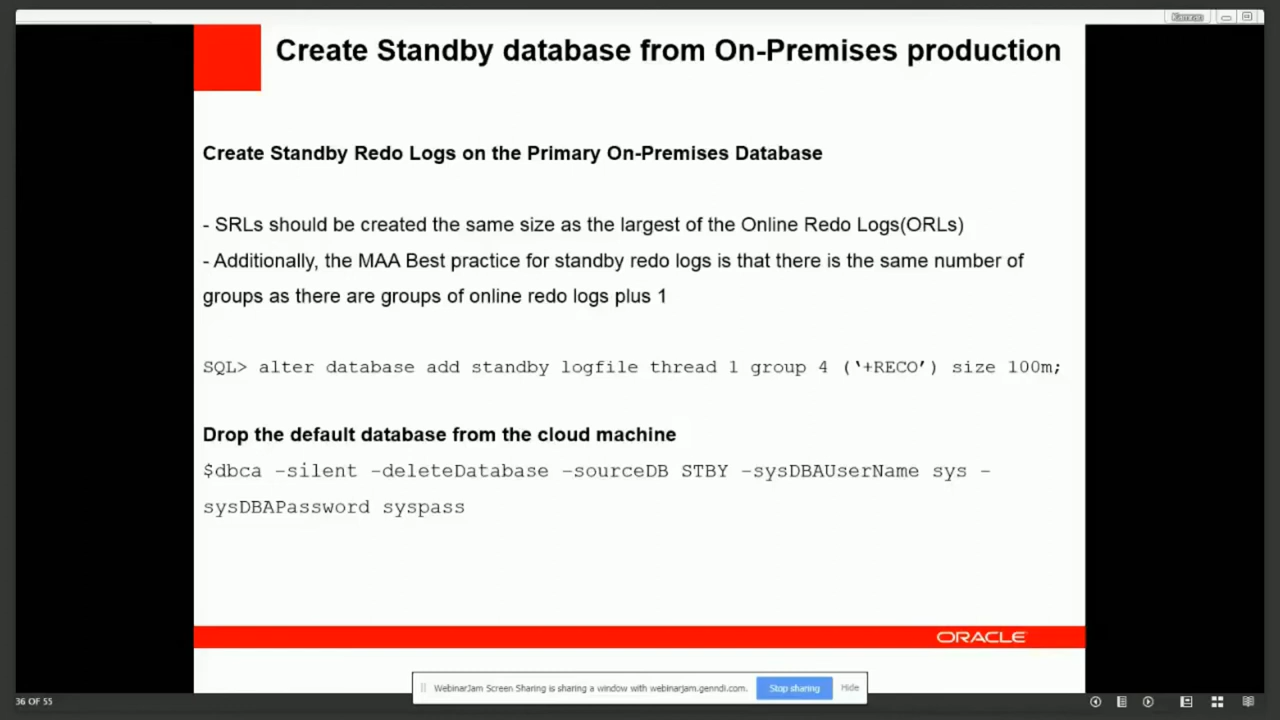 Kamran
Create Standby database from On-Premises production
Create Standby Redo Logs on the Primary On-Premises Database
- SRLs should be created the same size as the largest of the Online Redo Logs(ORLs)
- Additionally, the MAA Best practice for standby redo logs is that there is the same number of
groups as there are groups of online redo logs plus 1
SQL> alter database add standby logfile thread 1 group 4 (‘+RECO’) size 100m;
Drop the default database from the cloud machine
$dbca –silent –deleteDatabase –sourceDB STBY –sysDBAUserName sys –
sysDBAPassword syspass
ORACLE
WebinarJam Screen Sharing is sharing a window with webinarjam.genndi.com.
Stop sharing
Hide
36 OF 55